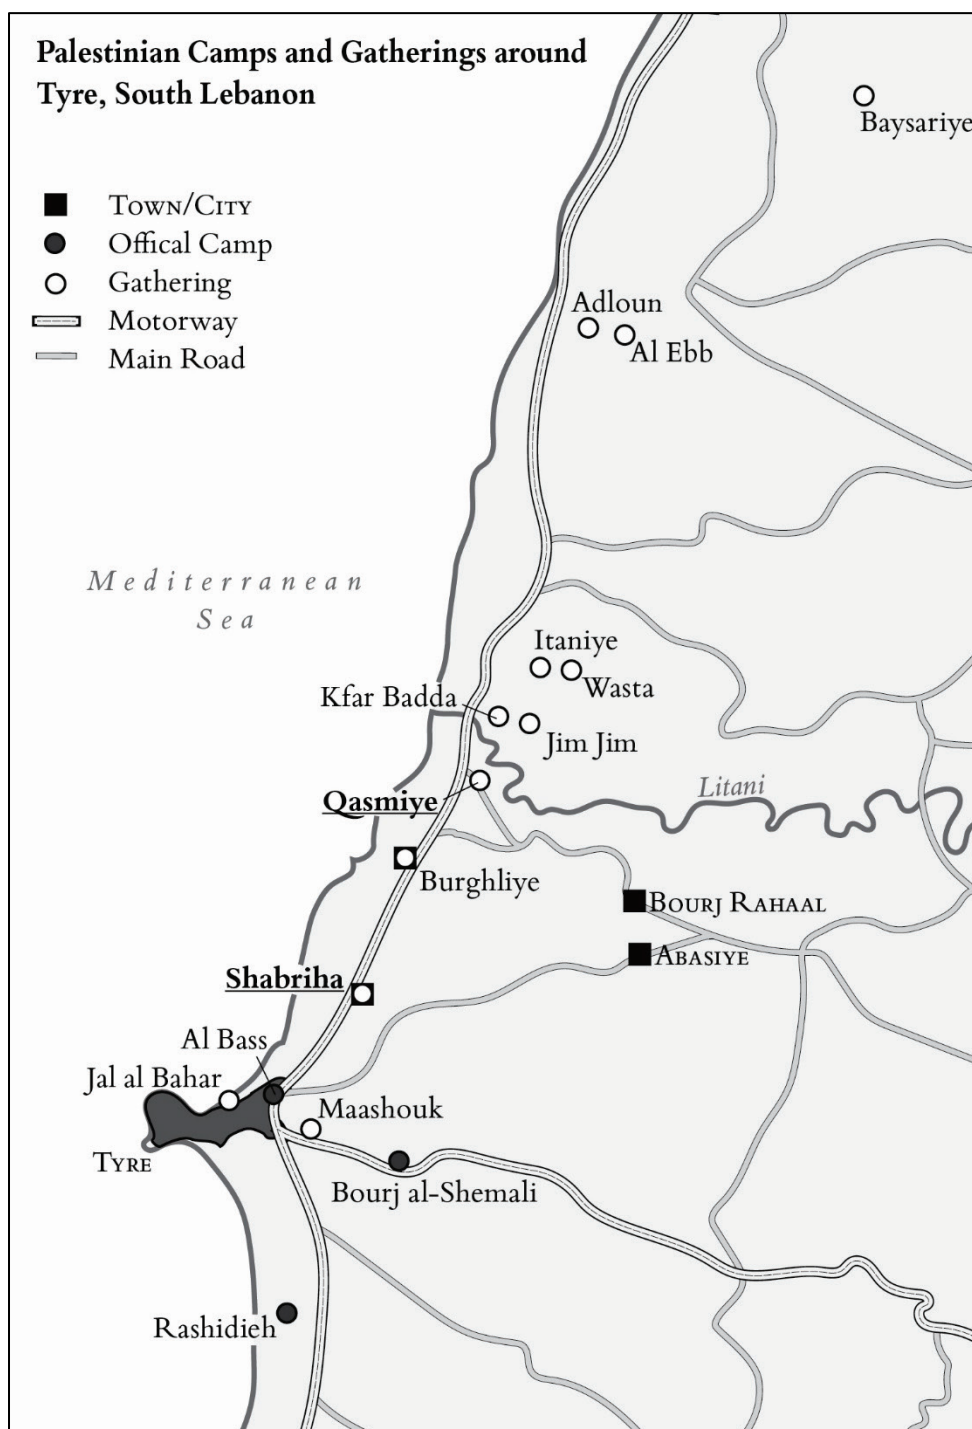 Palestinian Camps and Gatherings around
Tyre, South Lebanon
Town/City
Offical Camp
Gathering
Motorway
Main Road
Baysariye
Adloun
Al Ebb
Mediterranean
Sea
Itaniye
Wasta
Kfar Badda
Jim Jim
Litani
Qasmiye
Burghliye
Bourj Rahaal
Abasiye
Shabriha
Al Bass
Jal al Bahar
Maashouk
Tyre
Bourj al-Shemali
Rashidieh